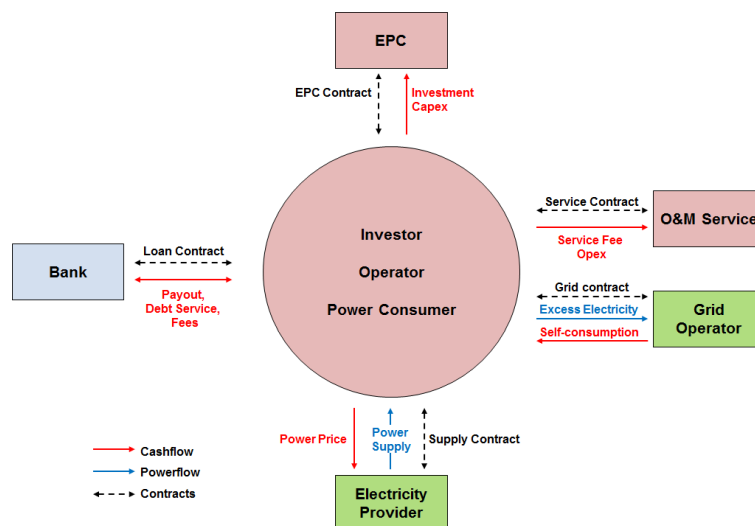 EPC
EPC Contract
Investment
Capex
Investor
Operator
Power Consumer
Service Contract
O&M Service
Service Fee
Opex
Bank
Loan Contract
Payout,
Debt Service,
Fees
Grid contract
Excess Electricity
Self-consumption
Grid
Operator
Power Price
Power
Supply
Supply Contract
Cashflow
Powerflow
Contracts
Electricity
Provider